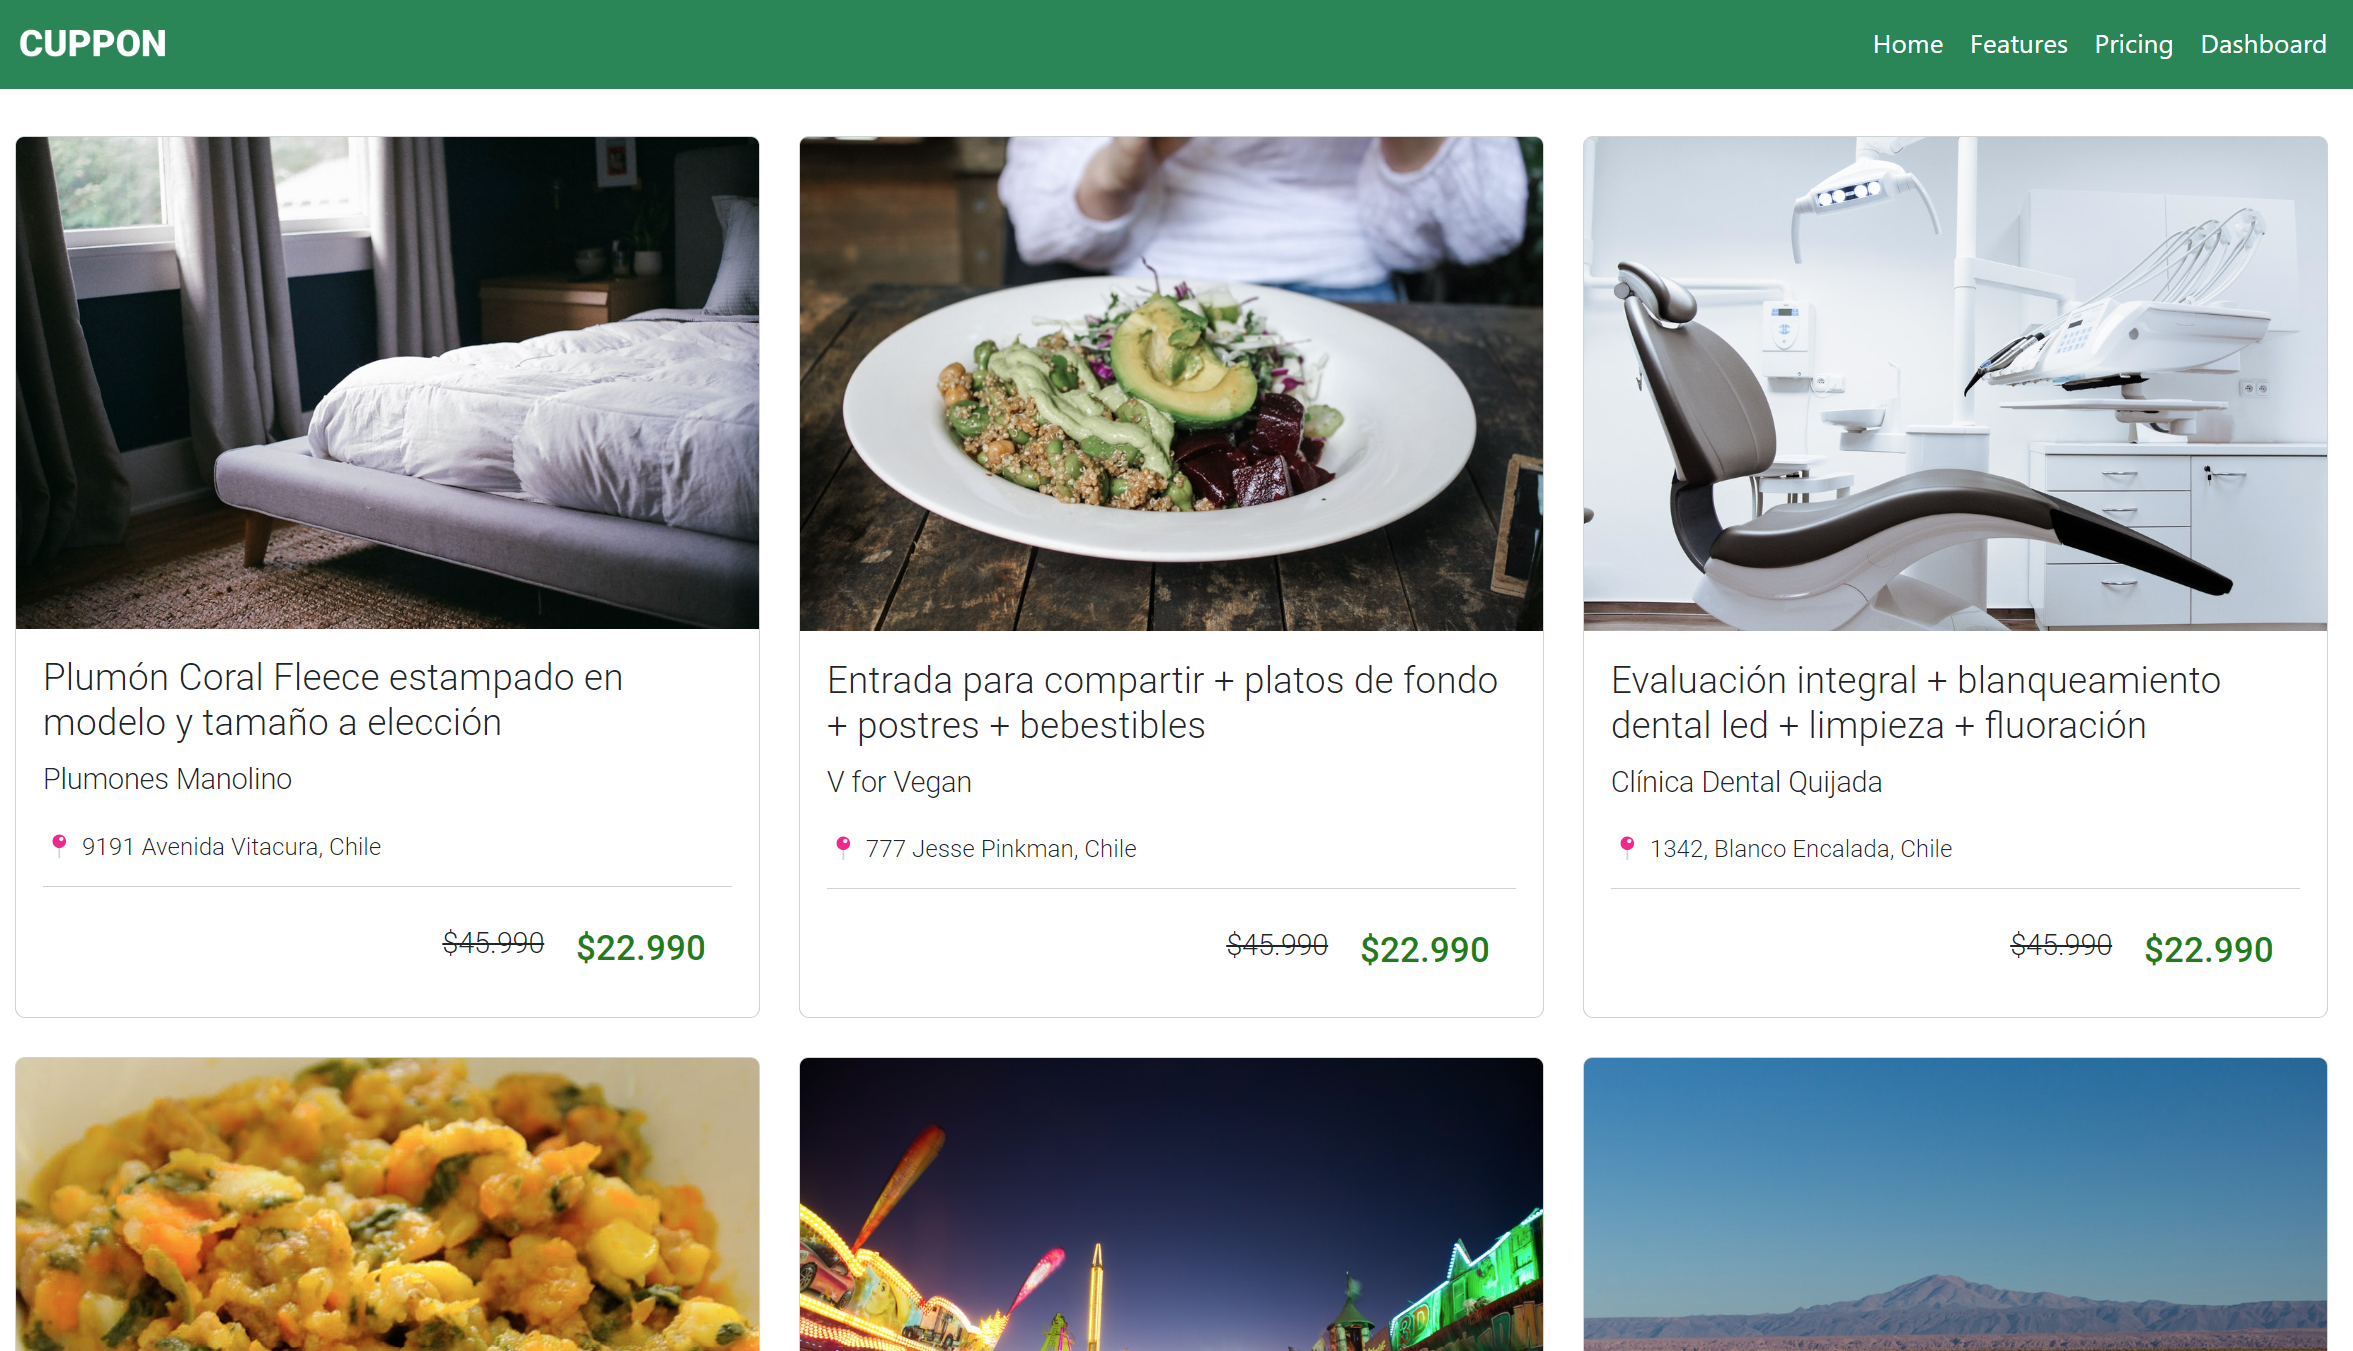 CUPPON
Home Features Pricing Dashboard
Plumón Coral Fleece estampado en
modelo y tamaño a elección
Plumones Manolino
9191 Avenida Vitacura, Chile
$45.990 $22.990
Entrada para compartir + platos de fondo
+ postres + bebestibles
V for Vegan
777 Jesse Pinkman, Chile
$45.990 $22.990
Evaluación integral + blanqueamiento
dental led + limpieza + fluoración
Clínica Dental Quijada
1342, Blanco Encalada, Chile
$45.990 $22.990
3D